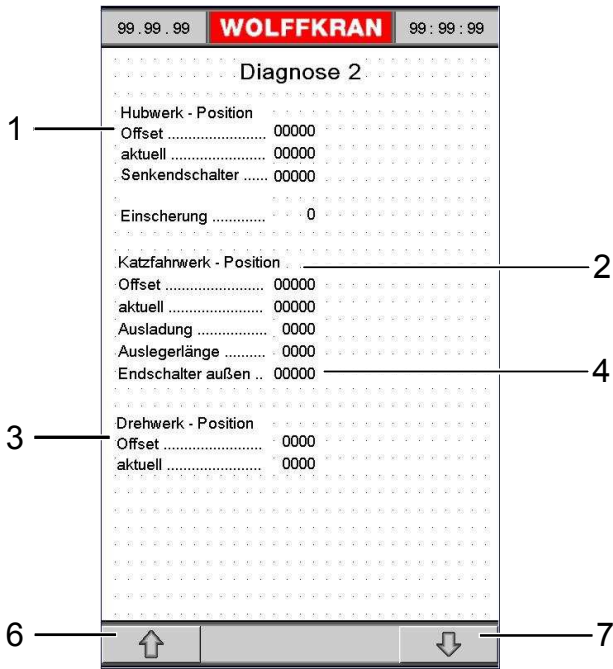 99.99.99 WOLFFKRAN 99:99:99
Diagnose 2
Hubwerk - Position
1
Offset ....................... 00000
aktuell ...................... 00000
Senkendschalter ...... 00000
Einscherung ............. 0
Katzfahrwerk - Position
2
Offset ....................... 00000
aktuell ...................... 00000
Ausladung ................ 0000
Auslegerlänge .......... 0000
Endschalter außen .. 00000
4
Drehwerk - Position
3
Offset ....................... 0000
aktuell ...................... 0000
6
7